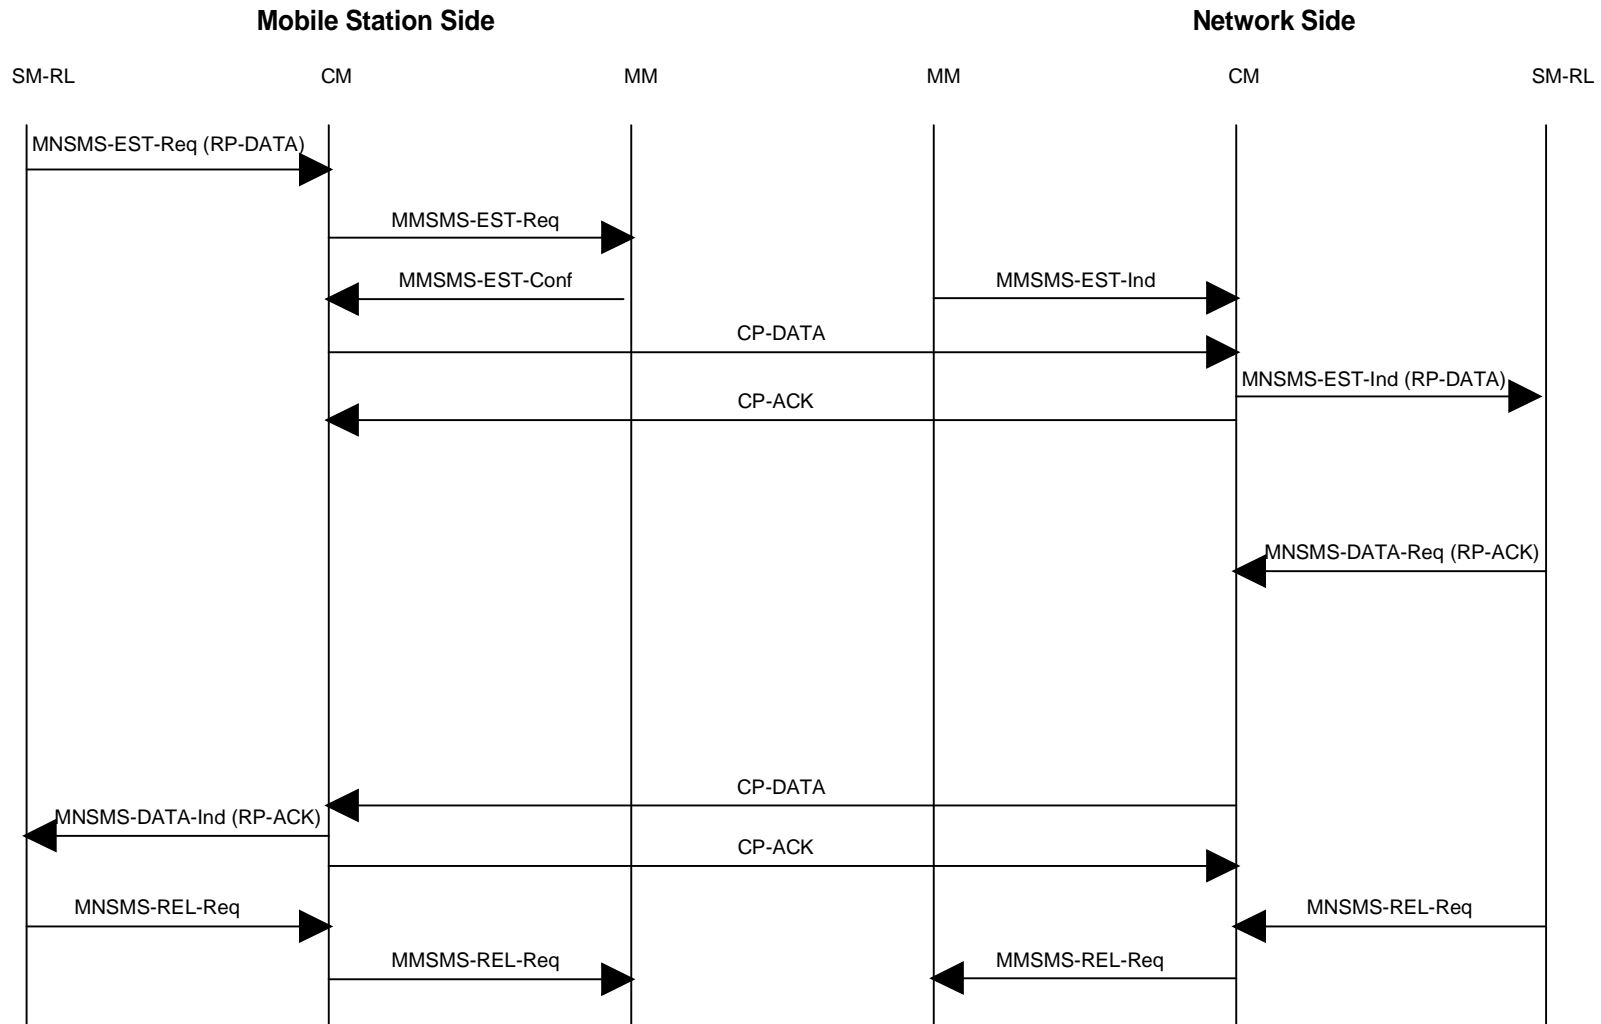 Mobile Station Side
Network Side
SM-RL
CM
MM
MM
CM
SM-RL
MNSMS-EST-Req (RP-DATA)
MMSMS-EST-Req
MMSMS-EST-Conf
MMSMS-EST-Ind
CP-DATA
MNSMS-EST-Ind (RP-DATA)
CP-ACK
MNSMS-DATA-Req (RP-ACK)
CP-DATA
MNSMS-DATA-Ind (RP-ACK)
CP-ACK
MNSMS-REL-Req
MNSMS-REL-Req
MMSMS-REL-Req
MMSMS-REL-Req